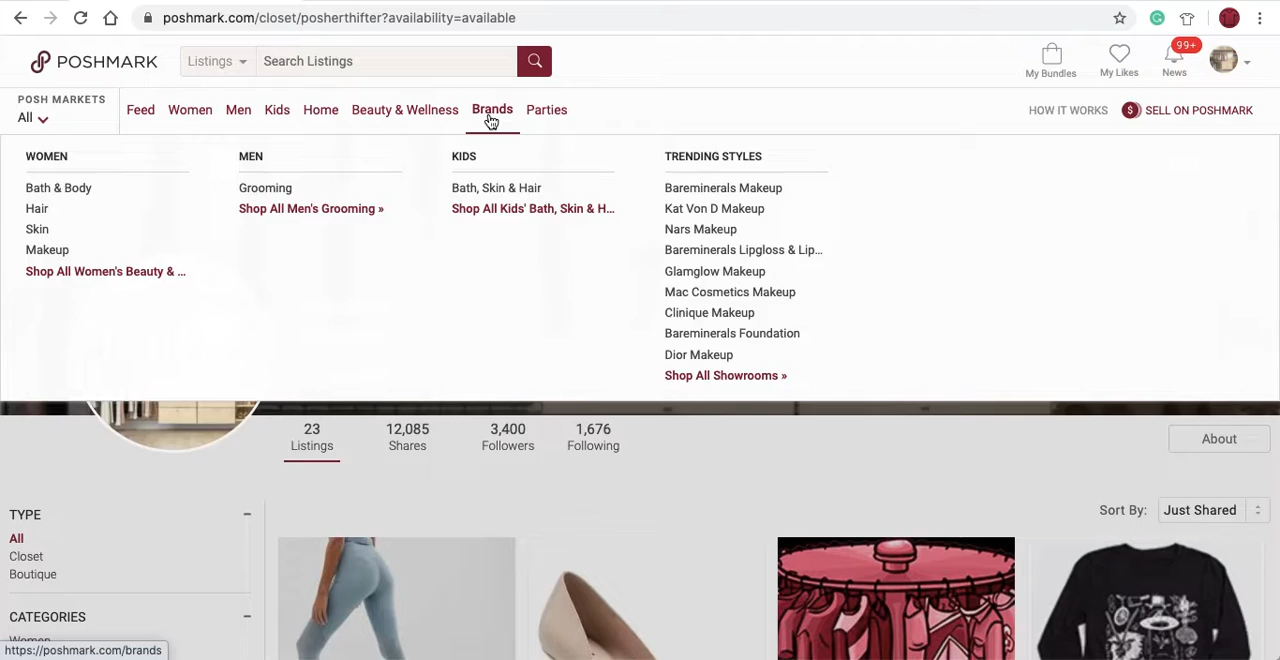 poshmark.com/closet/posherthifter?availability=available
POSHMARK
Listings
Search Listings
My Bundles
My Likes
99+
News
POSH MARKETS
All
Feed Women Men Kids Home Beauty & Wellness Brands Parties
HOW IT WORKS
$ SELL ON POSHMARK
WOMEN
Bath & Body
Hair
Skin
Makeup
Shop All Women's Beauty & ...
MEN
Grooming
Shop All Men's Grooming »
KIDS
Bath, Skin & Hair
Shop All Kids' Bath, Skin & H...
TRENDING STYLES
Bareminerals Makeup
Kat Von D Makeup
Nars Makeup
Bareminerals Lipgloss & Lip...
Glamglow Makeup
Mac Cosmetics Makeup
Clinique Makeup
Bareminerals Foundation
Dior Makeup
Shop All Showrooms »
23
Listings
12,085
Shares
3,400
Followers
1,676
Following
About
Sort By: Just Shared
TYPE
All
Closet
Boutique
CATEGORIES
Women
https://poshmark.com/brands